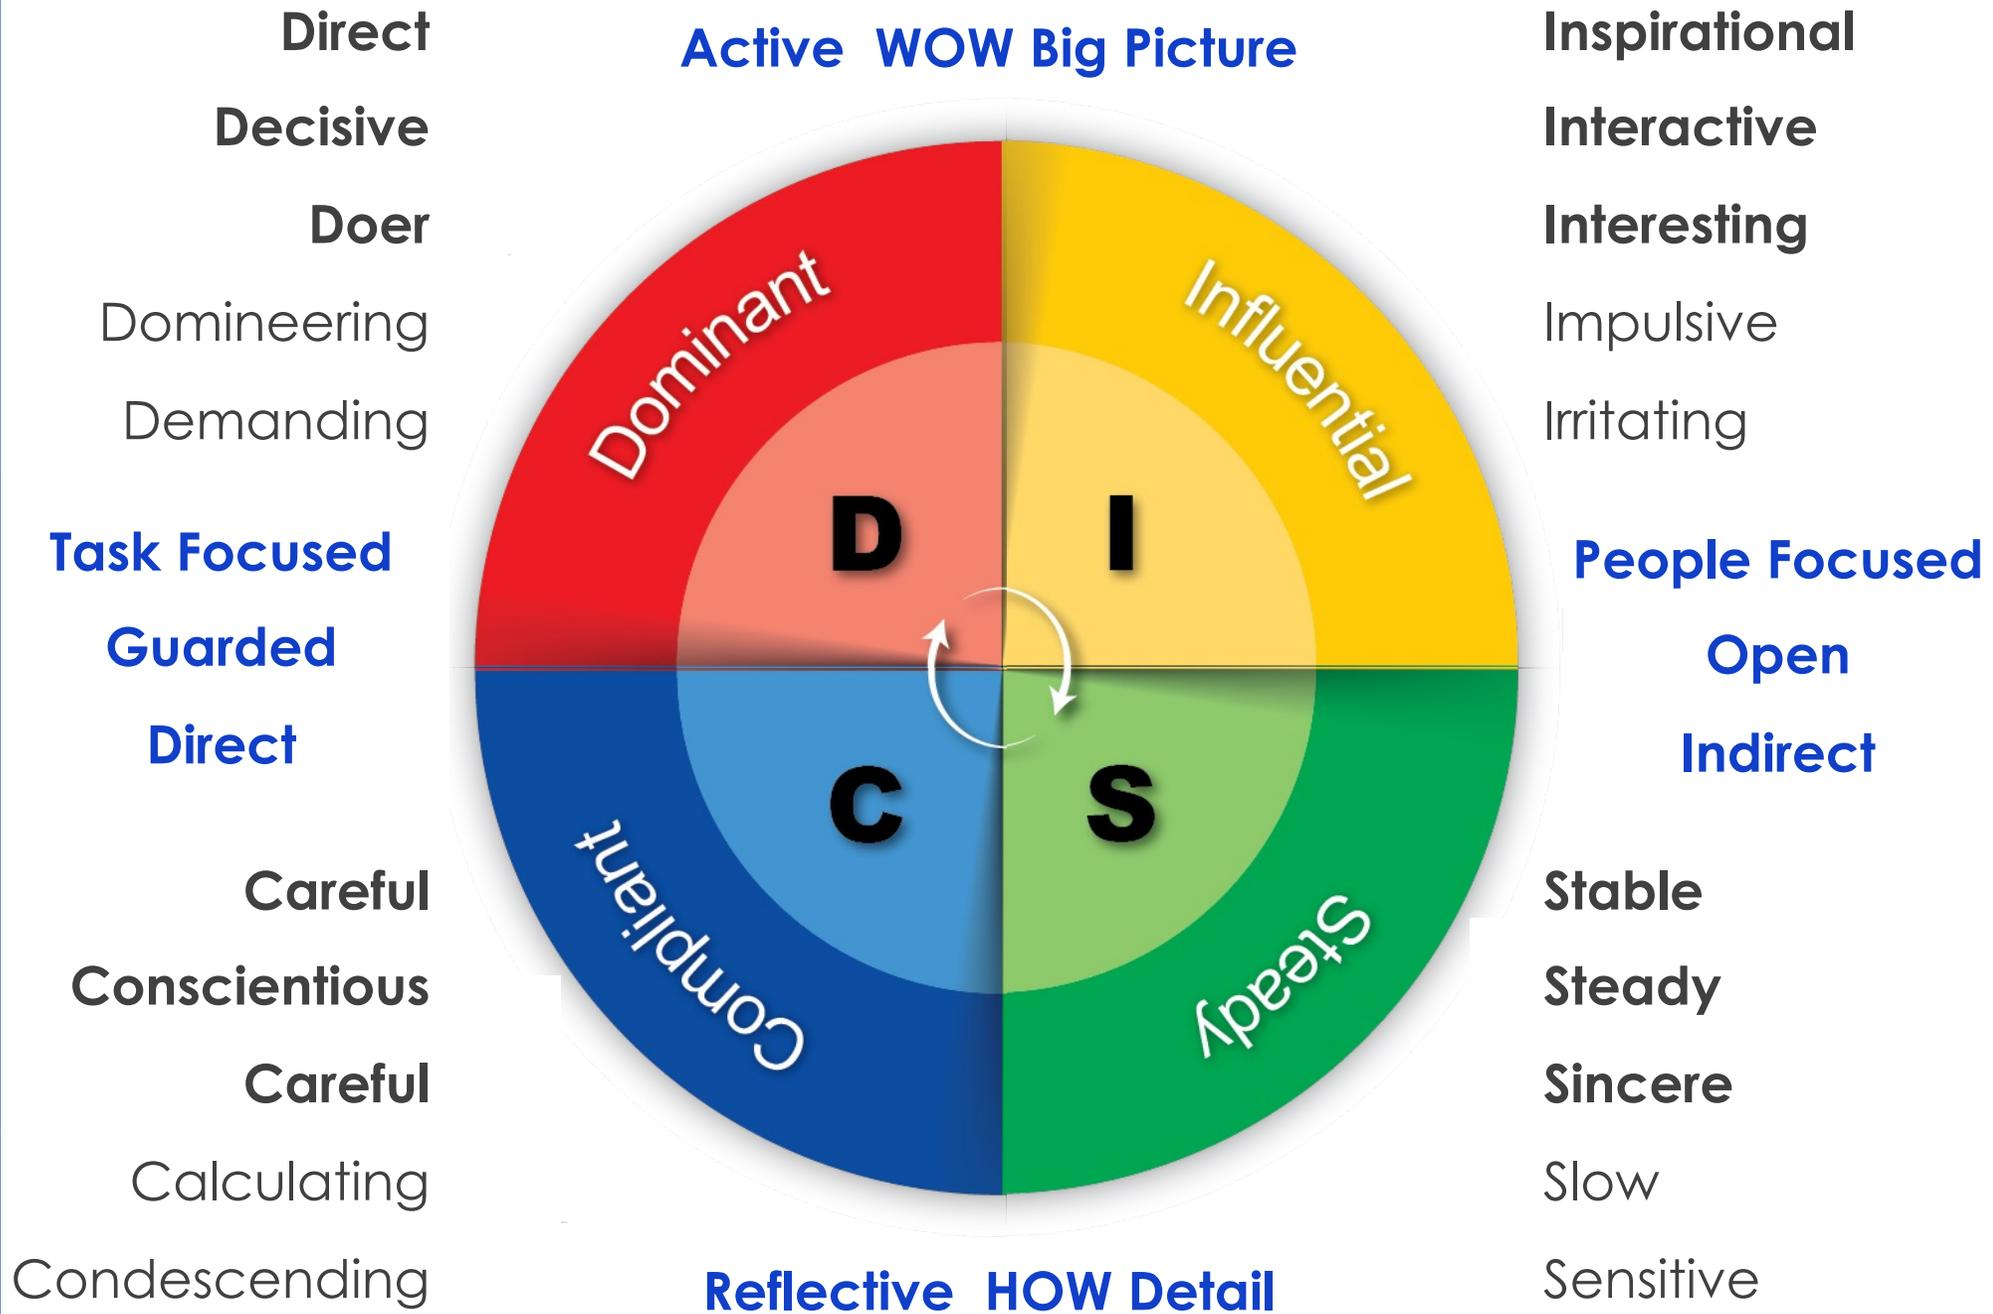 Active WOW Big Picture
Direct
Decisive
Doer
Domineering
Demanding
Inspirational
Interactive
Interesting
Impulsive
Irritating
Dominant
Influential
D
I
Task Focused
Guarded
Direct
People Focused
Open
Indirect
C
S
Compliant
Steady
Careful
Conscientious
Careful
Calculating
Condescending
Stable
Steady
Sincere
Slow
Sensitive
Reflective HOW Detail